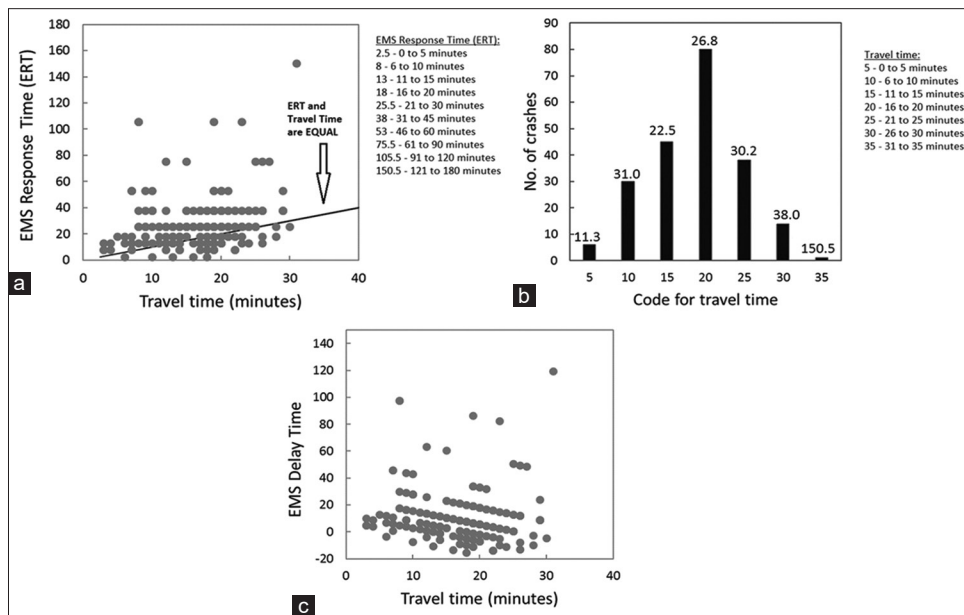 180
160
140
120
100
80
60
40
20
0
EMS Response Time (ERT)
ERT and
Travel Time
are EQUAL
0 10 20 30 40
Travel time (minutes)
a
EMS Response Time (ERT):
2.5 - 0 to 5 minutes
8 - 6 to 10 minutes
13 - 11 to 15 minutes
18 - 16 to 20 minutes
25.5 - 21 to 30 minutes
38 - 31 to 45 minutes
53 - 46 to 60 minutes
75.5 - 61 to 90 minutes
105.5 - 91 to 120 minutes
150.5 - 121 to 180 minutes
90
80
70
60
50
40
30
20
10
0
No. of crashes
11.3
31.0
22.5
26.8
30.2
38.0
150.5
5 10 15 20 25 30 35
Code for travel time
b
Travel time:
5 - 0 to 5 minutes
10 - 6 to 10 minutes
15 - 11 to 15 minutes
20 - 16 to 20 minutes
25 - 21 to 25 minutes
30 - 26 to 30 minutes
35 - 31 to 35 minutes
140
120
100
80
60
40
20
0
-20
EMS Delay Time
0 10 20 30 40
Travel time (minutes)
c